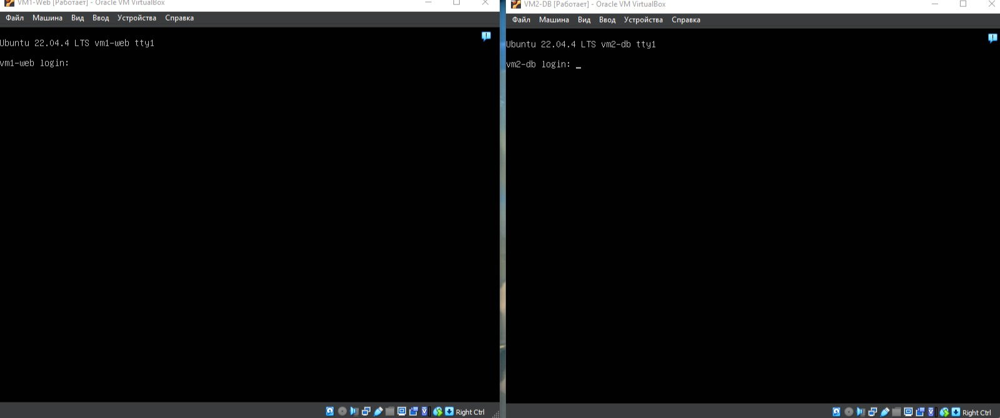 VM1-Web [Работает] - Oracle VM VirtualBox
Файл Машина Вид Ввод Устройства Справка
Ubuntu 22.04.4 LTS vm1-web tty1
vm1-web login:
Right Ctrl
VM2-DB [Работает] - Oracle VM VirtualBox
Файл Машина Вид Ввод Устройства Справка
Ubuntu 22.04.4 LTS vm2-db tty1
vm2-db login: _
Right Ctrl